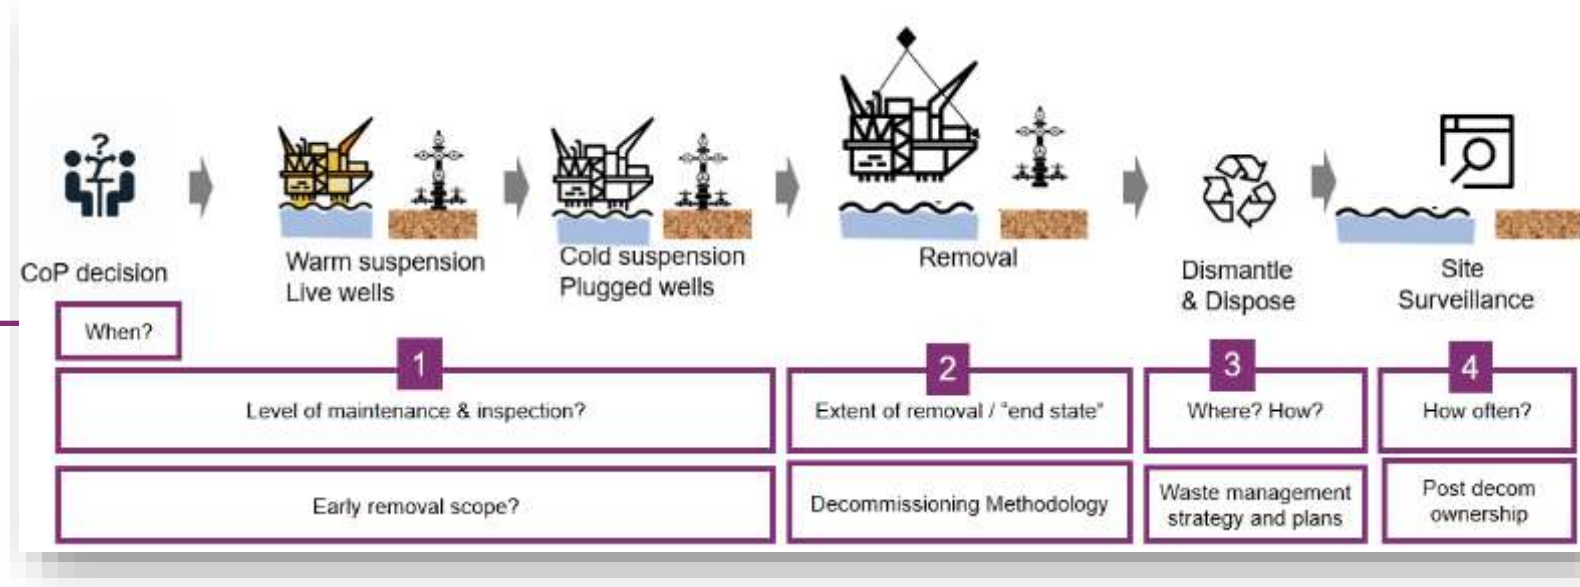 ?
CoP decision
Warm suspension
Live wells
Cold suspension
Plugged wells
Removal
Dismantle
& Dispose
Site
Surveillance
When?
1
Level of maintenance & inspection?
Early removal scope?
2
Extent of removal / "end state"
Decommissioning Methodology
3
Where? How?
Waste management
strategy and plans
4
How often?
Post decom
ownership